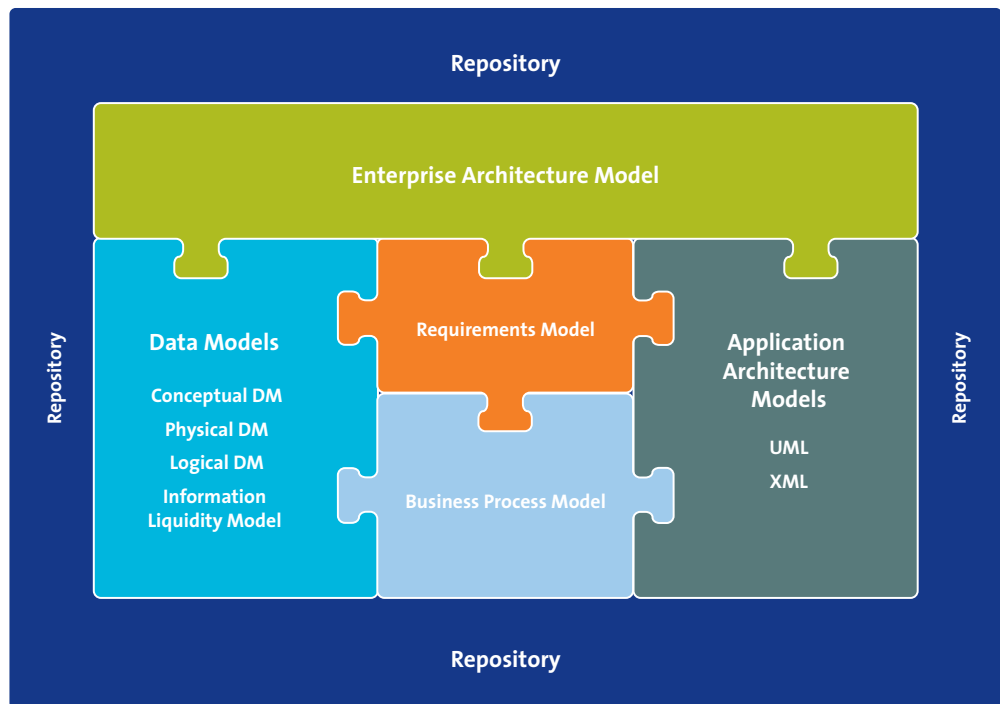 Repository
Enterprise Architecture Model
Repository
Data Models
Conceptual DM
Physical DM
Logical DM
Information
Liquidity Model
Requirements Model
Business Process Model
Application
Architecture
Models
UML
XML
Repository
Repository